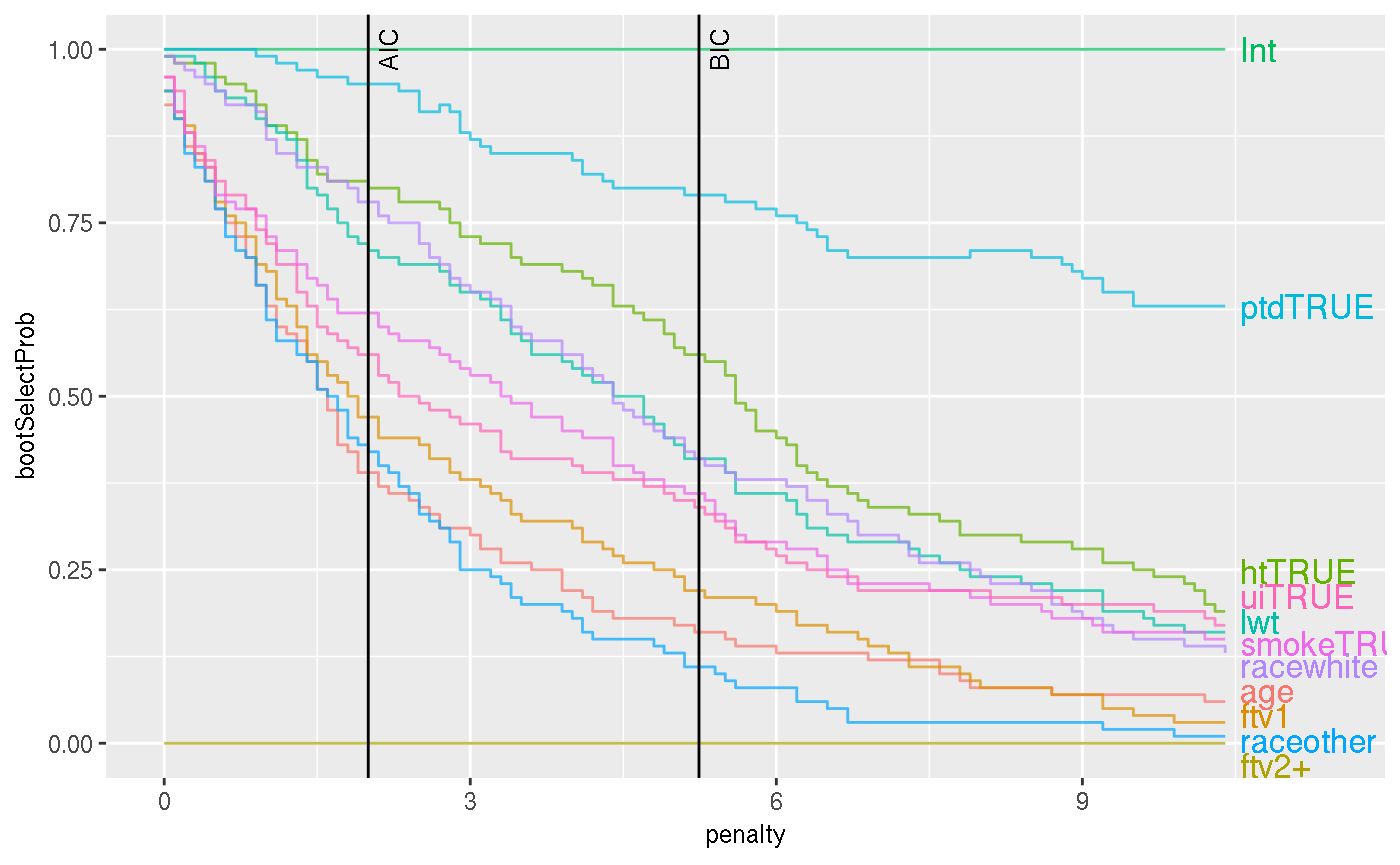 AIC
BIC
1.00
0.75
0.50
0.25
0.00
bootSelectProb
Int
ptdTRUE
htTRUE
uiTRUE
lwt
smokeTRU
racewhite
age
ftv1
raceother
ftv2+
0
3
6
9
penalty